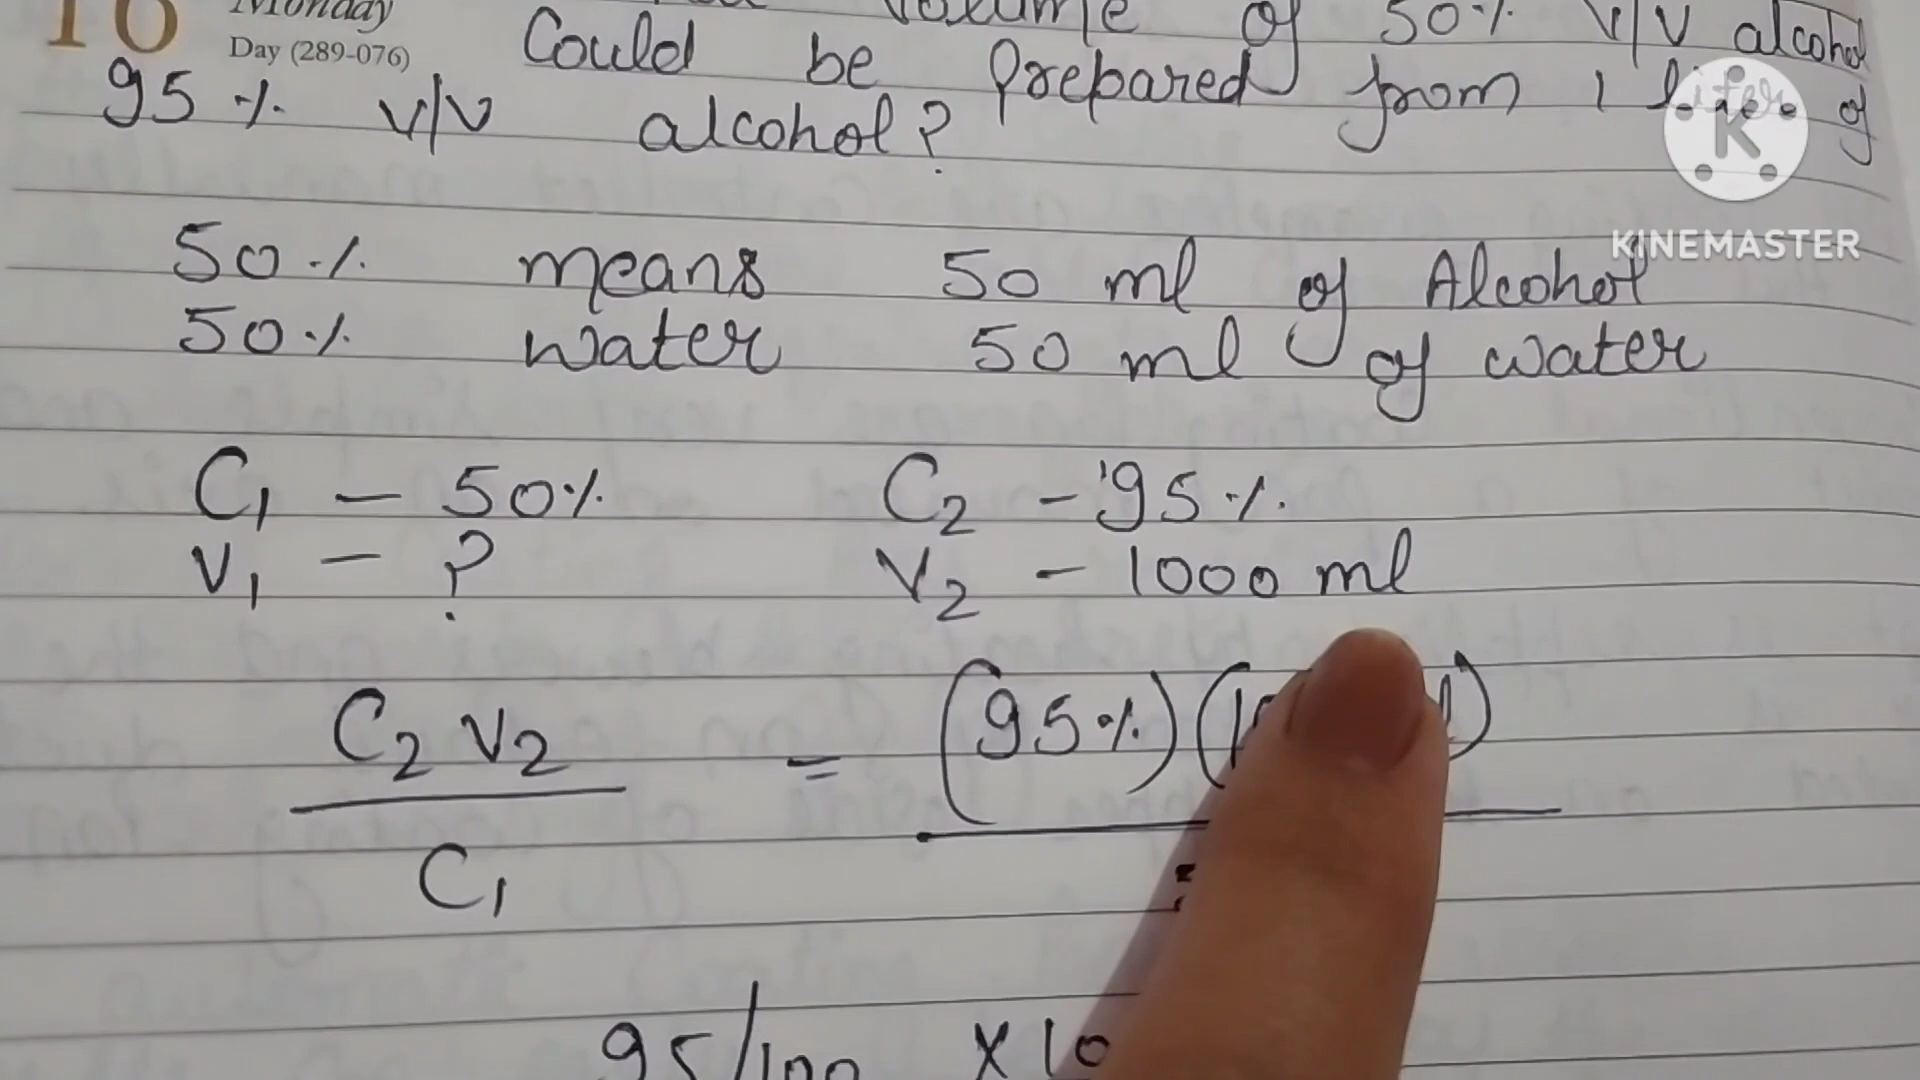 16 Monday
Day (289-076)
Volume of 50% v/v alcohol
Could be Prepared from 1 liter of
95% v/v alcohol?
KINEMASTER
50% means 50 ml of Alcohol
50% water 50 ml of water
C1 - 50% C2 - 95%
V1 - ? V2 - 1000 ml
C2 V2 = (95%)(
C1
95/100 X 10